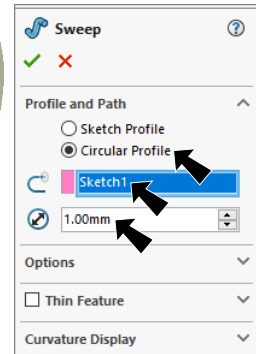 Sweep
Profile and Path
Sketch Profile
Circular Profile
Sketch1
1.00mm
Options
Thin Feature
Curvature Display